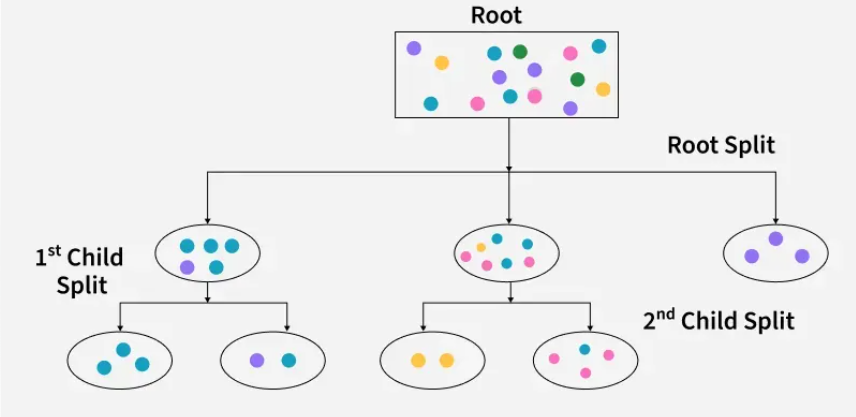 Root
Root Split
1st Child
Split
2nd Child Split